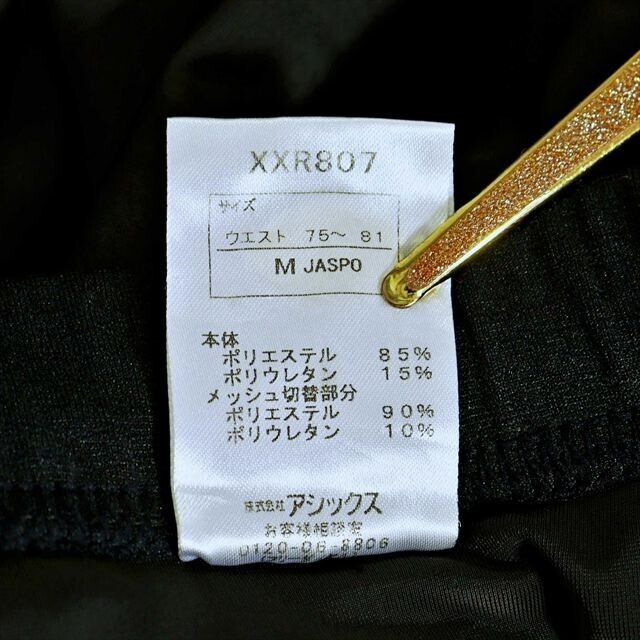 XXR807
サイズ
ウエスト 75〜 81
M JASPO
本体
ポリエステル 85%
ポリウレタン 15%
メッシュ切替部分
ポリエステル 90%
ポリウレタン 10%
株式会社アシックス
お客様相談室